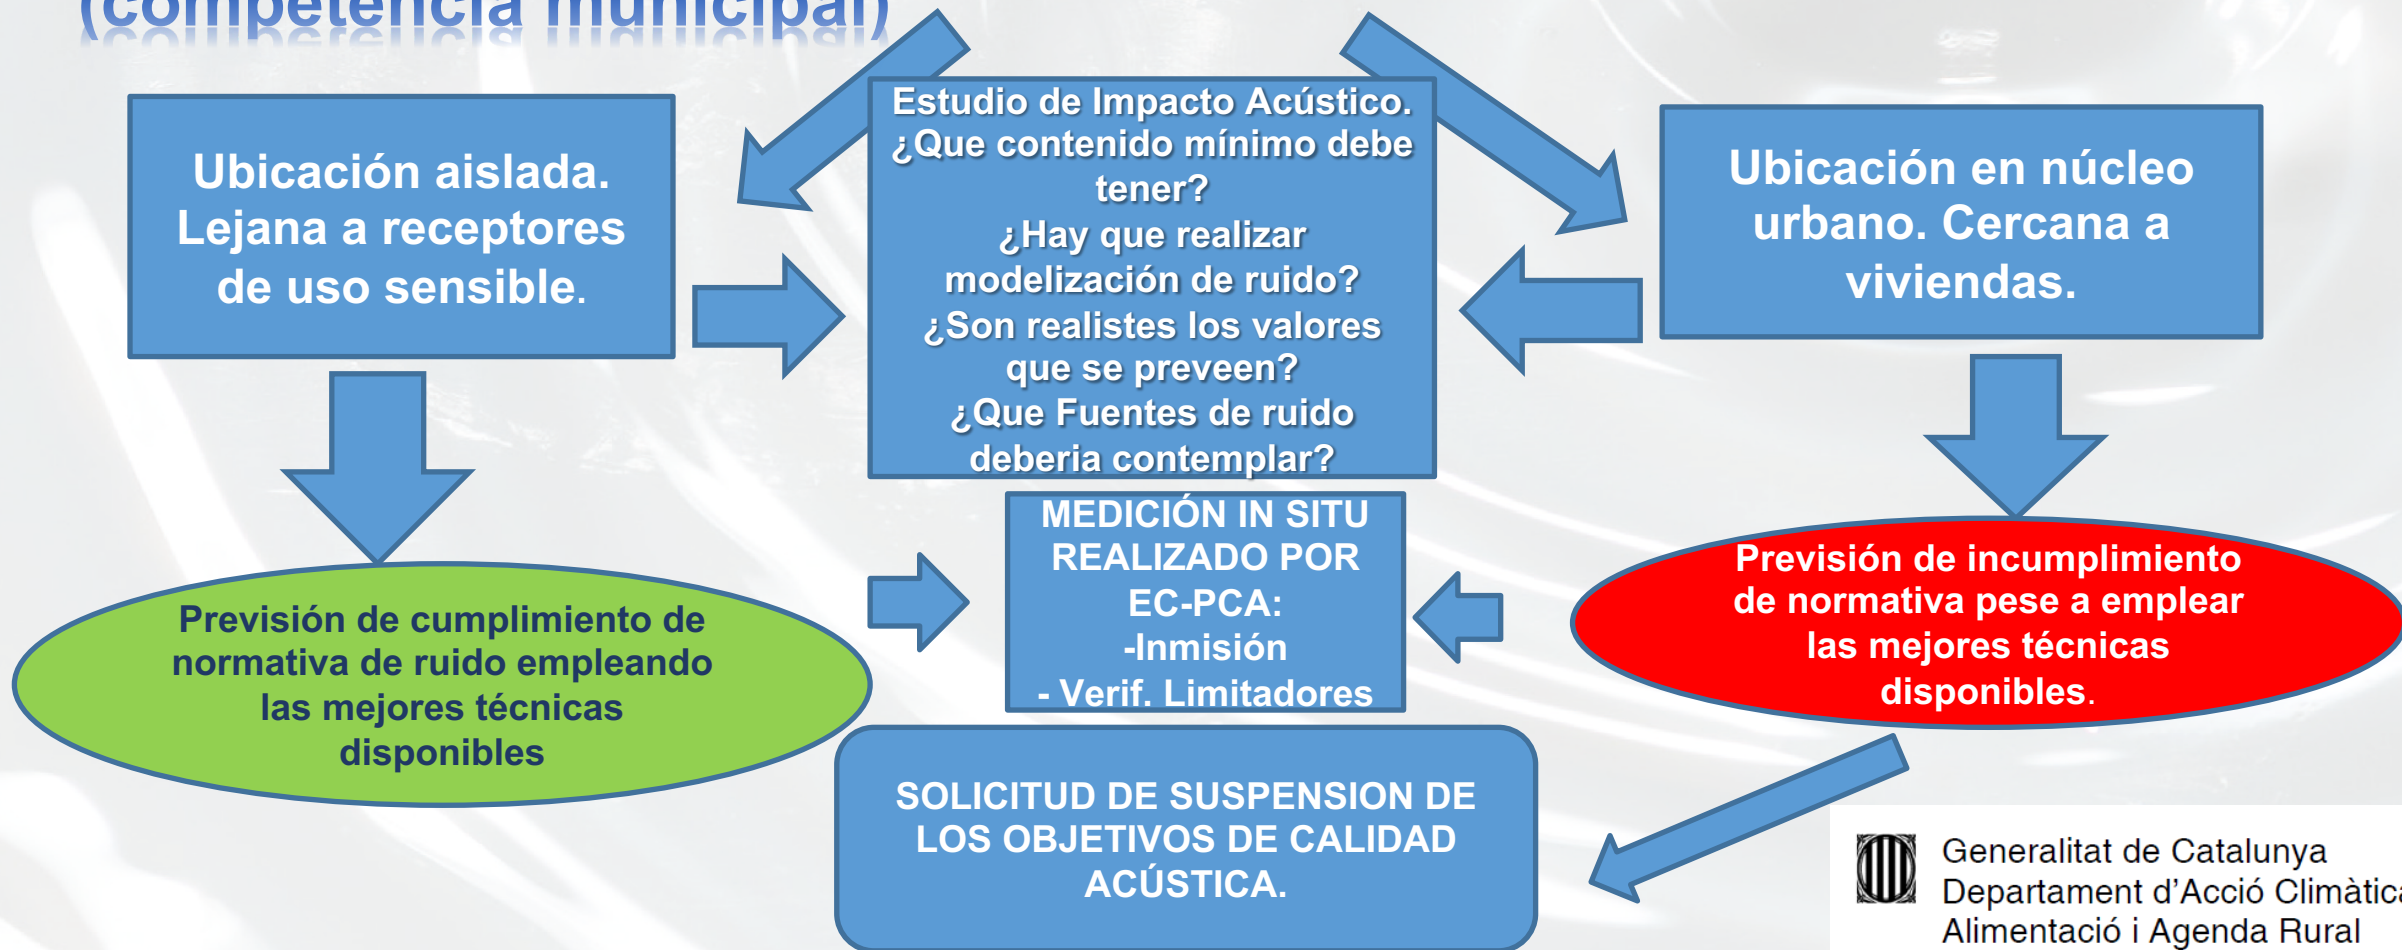 (competencia municipal)
Ubicación aislada.
Lejana a receptores
de uso sensible.
Estudio de Impacto Acústico.
¿Que contenido mínimo debe
tener?
¿Hay que realizar
modelización de ruido?
¿Son realistes los valores
que se preveen?
¿Que Fuentes de ruido
deberia contemplar?
Ubicación en núcleo
urbano. Cercana a
viviendas.
Previsión de cumplimiento de
normativa de ruido empleando
las mejores técnicas
disponibles
MEDICIÓN IN SITU
REALIZADO POR
EC-PCA:
-Inmisión
- Verif. Limitadores
Previsión de incumplimiento
de normativa pese a emplear
las mejores técnicas
disponibles.
SOLICITUD DE SUSPENSION DE
LOS OBJETIVOS DE CALIDAD
ACÚSTICA.
Generalitat de Catalunya
Departament d'Acció Climàtica
Alimentació i Agenda Rural